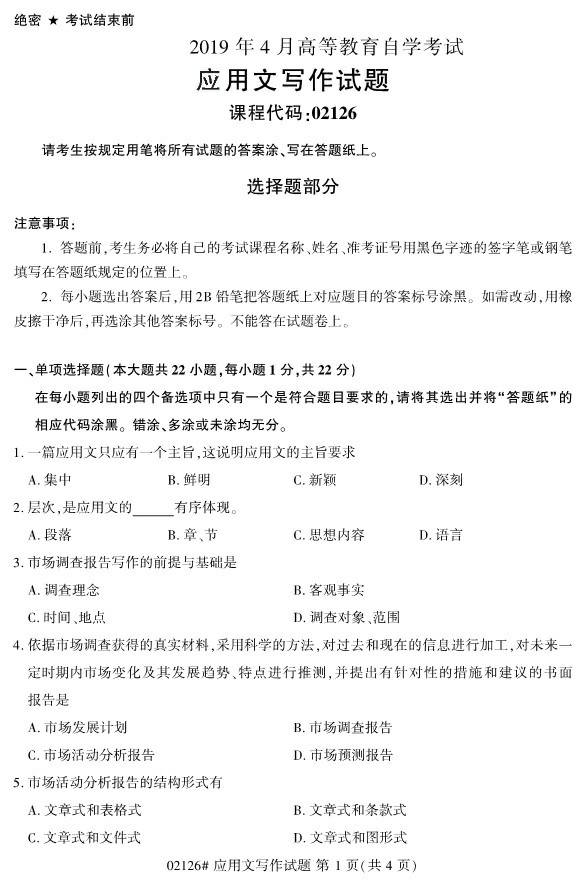 绝密 ★ 考试结束前
2019 年 4 月高等教育自学考试
应用文写作试题
课程代码:02126
请考生按规定用笔将所有试题的答案涂、写在答题纸上。
选择题部分
注意事项:
1. 答题前,考生务必将自己的考试课程名称、姓名、准考证号用黑色字迹的签字笔或钢笔
填写在答题纸规定的位置上。
2. 每小题选出答案后,用 2B 铅笔把答题纸上对应题目的答案标号涂黑。如需改动,用橡
皮擦干净后,再选涂其他答案标号。不能答在试题卷上。
一、单项选择题(本大题共 22 小题,每小题 1 分,共 22 分)
在每小题列出的四个备选项中只有一个是符合题目要求的,请将其选出并将“答题纸”的
相应代码涂黑。错涂、多涂或未涂均无分。
1. 一篇应用文只应有一个主旨,这说明应用文的主旨要求
A. 集中 B. 鲜明 C. 新颖 D. 深刻
2. 层次,是应用文的______有序体现。
A. 段落 B. 章、节 C. 思想内容 D. 语言
3. 市场调查报告写作的前提与基础是
A. 调查理念 B. 客观事实
C. 时间、地点 D. 调查对象、范围
4. 依据市场调查获得的真实材料,采用科学的方法,对过去和现在的信息进行加工,对未来一
定时期内市场变化及其发展趋势、特点进行推测,并提出有针对性的措施和建议的书面
报告是
A. 市场发展计划 B. 市场调查报告
C. 市场活动分析报告 D. 市场预测报告
5. 市场活动分析报告的结构形式有
A. 文章式和表格式 B. 文章式和条款式
C. 文章式和文件式 D. 文章式和图形式
02126# 应用文写作试题 第 1 页(共 4 页)